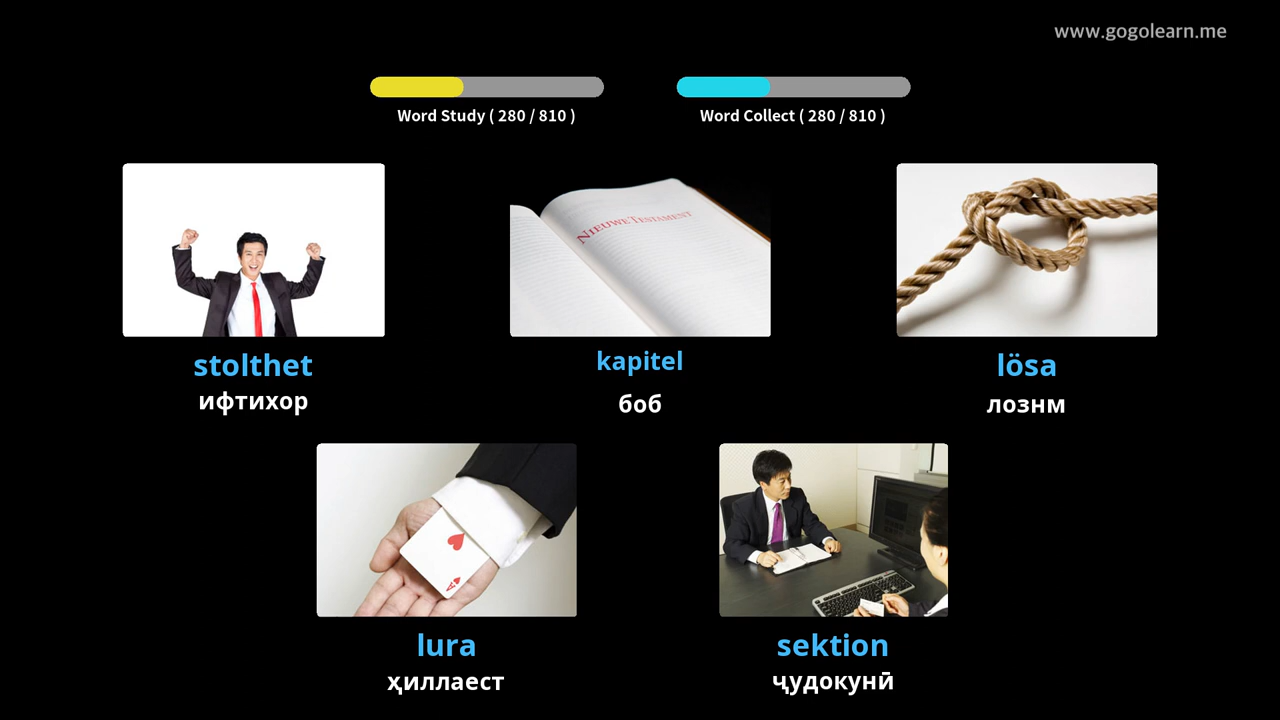 www.gogolearn.me
Word Study ( 280 / 810 )
Word Collect ( 280 / 810 )
NIEUWE TESTAMENT
stolthet
ифтихор
kapitel
боб
lösa
лознм
A
lura
ҳиллаест
sektion
ҷудокунӣ